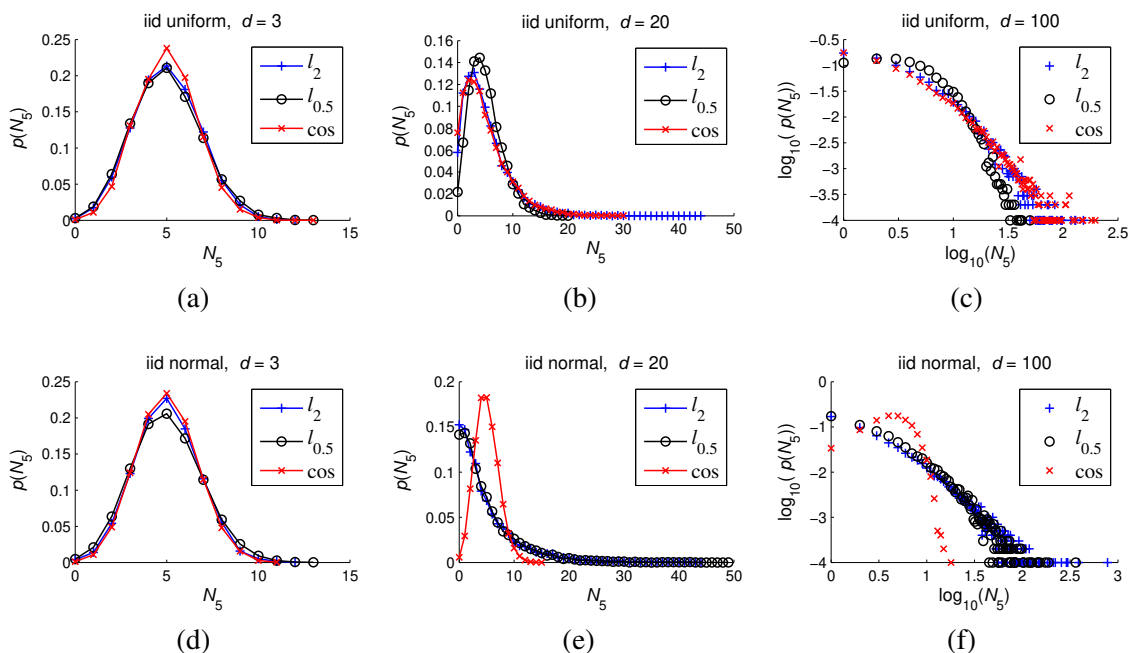 iid uniform, d = 3
0.25
0.2
0.15
0.1
0.05
0
p(N5)
0 5 10 15
N5
l2
l0.5
cos
(a)
iid uniform, d = 20
0.16
0.14
0.12
0.1
0.08
0.06
0.04
0.02
0
p(N5)
0 10 20 30 40 50
N5
l2
l0.5
cos
(b)
iid uniform, d = 100
−0.5
−1
−1.5
−2
−2.5
−3
−3.5
−4
log10( p(N5))
0 0.5 1 1.5 2 2.5
log10(N5)
l2
l0.5
cos
(c)
iid normal, d = 3
0.25
0.2
0.15
0.1
0.05
0
p(N5)
0 5 10 15
N5
l2
l0.5
cos
(d)
iid normal, d = 20
0.2
0.15
0.1
0.05
0
p(N5)
0 10 20 30 40 50
N5
l2
l0.5
cos
(e)
iid normal, d = 100
0
−1
−2
−3
−4
log10( p(N5))
0 0.5 1 1.5 2 2.5 3
log10(N5)
l2
l0.5
cos
(f)